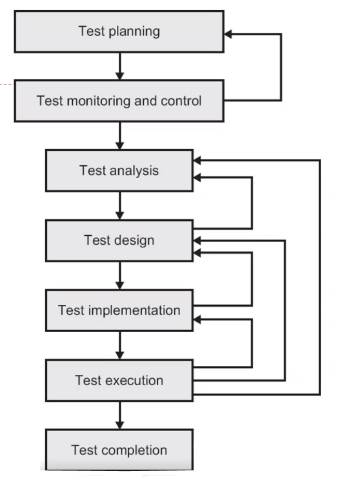 Test planning
Test monitoring and control
Test analysis
Test design
Test implementation
Test execution
Test completion